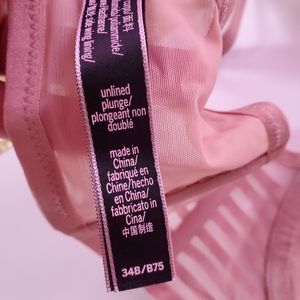 polyamide/
unlined
plunge/
plongeant non
doublé
made in
China/
fabriqué en
Chine/hecho
en China/
fabbricato in
Cina/
中国制造
34B/B75